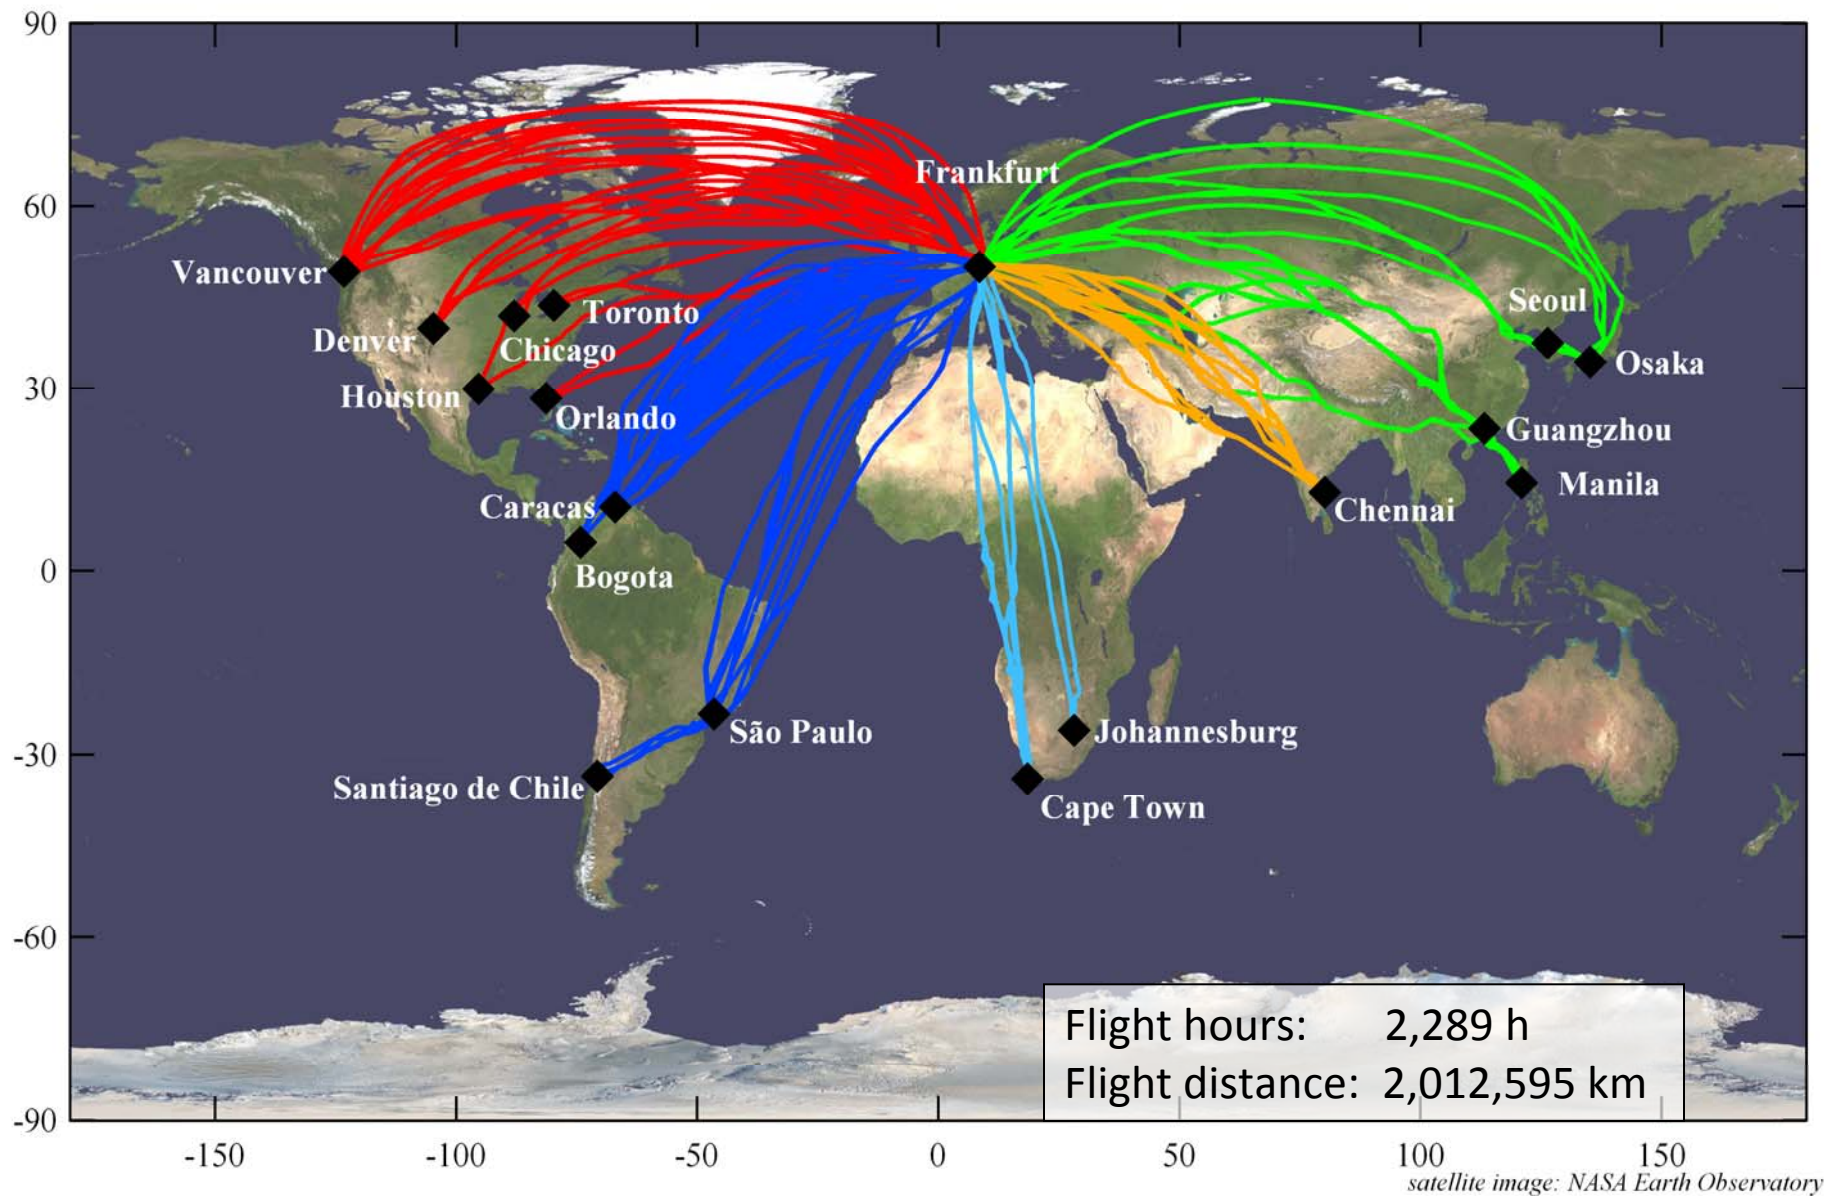 90
60
30
0
-30
-60
-90
Frankfurt
Vancouver
Seoul
Toronto
Denver
Chicago
Osaka
Houston
Orlando
Guangzhou
Manila
Caracas
Chennai
Bogota
São Paulo
Johannesburg
Santiago de Chile
Cape Town
Flight hours: 2,289 h
Flight distance: 2,012,595 km
-150 -100 -50 0 50 100 150
satellite image: NASA Earth Observatory